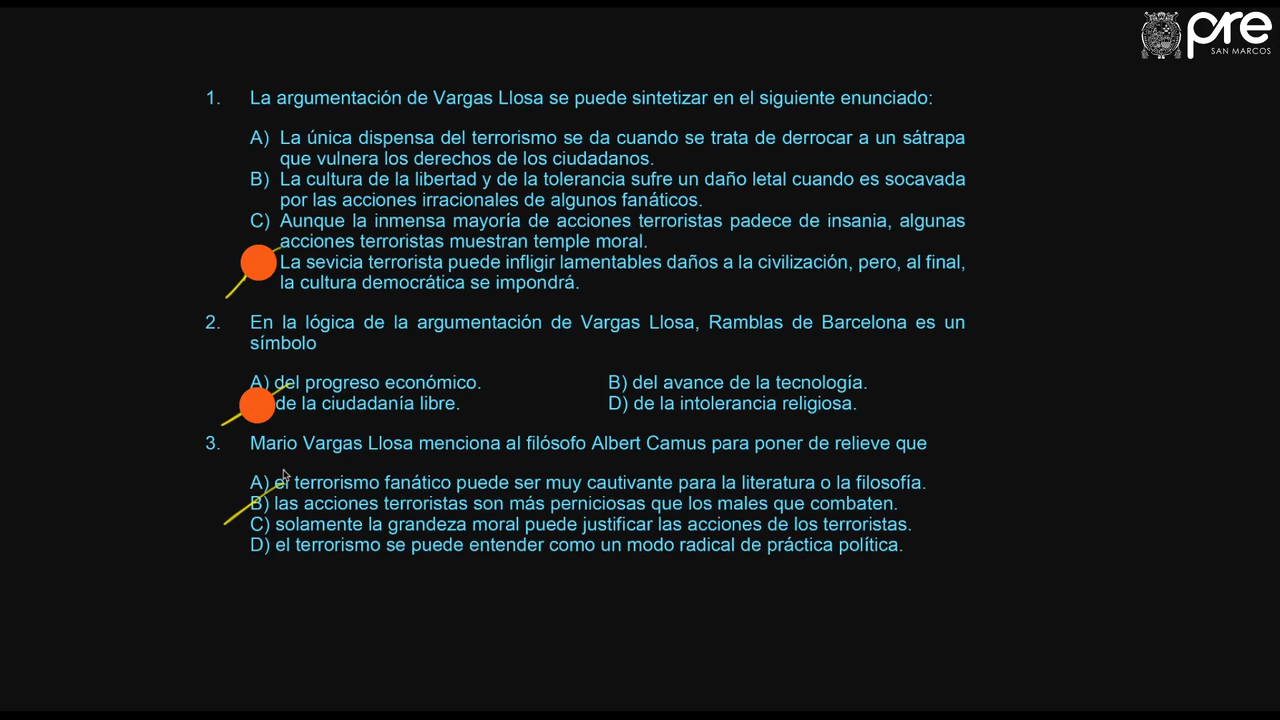 pre
SAN MARCOS
1. La argumentación de Vargas Llosa se puede sintetizar en el siguiente enunciado:
A) La única dispensa del terrorismo se da cuando se trata de derrocar a un sátrapa
que vulnera los derechos de los ciudadanos.
B) La cultura de la libertad y de la tolerancia sufre un daño letal cuando es socavada
por las acciones irracionales de algunos fanáticos.
C) Aunque la inmensa mayoría de acciones terroristas padece de insania, algunas
acciones terroristas muestran temple moral.
La sevicia terrorista puede infligir lamentables daños a la civilización, pero, al final,
la cultura democrática se impondrá.
2. En la lógica de la argumentación de Vargas Llosa, Ramblas de Barcelona es un
símbolo
A) del progreso económico. B) del avance de la tecnología.
de la ciudadanía libre. D) de la intolerancia religiosa.
3. Mario Vargas Llosa menciona al filósofo Albert Camus para poner de relieve que
A) el terrorismo fanático puede ser muy cautivante para la literatura o la filosofía.
B) las acciones terroristas son más perniciosas que los males que combaten.
C) solamente la grandeza moral puede justificar las acciones de los terroristas.
D) el terrorismo se puede entender como un modo radical de práctica política.